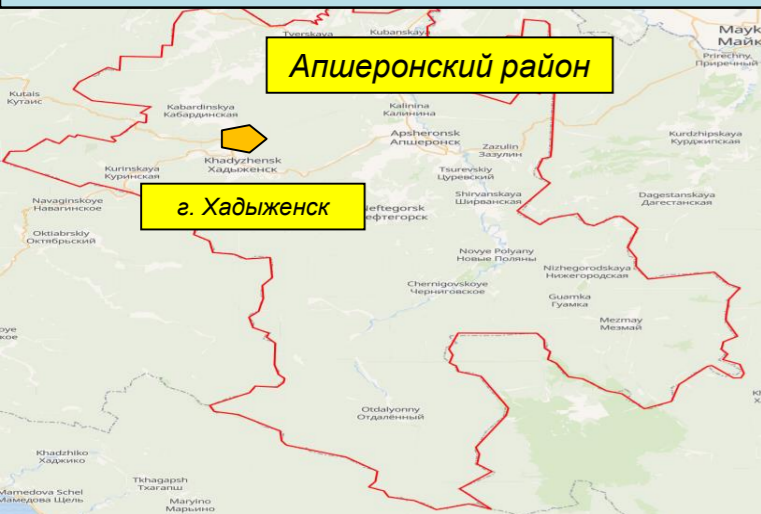 Tverskaya
Kubanskaya
Апшеронский район
Mayk
Майк
Prirechny,
Приречный
Kutais
Кутаис
Kabardinskya
Кабардинская
Kalinina
Калинина
Apsheronsk
Апшеронск
Kurdzhipskaya
Курджипская
Khadyzhensk
Хадыженск
Zazulin
Зазулин
Kurinskaya
Куринская
Tsurevskiy
Цуревский
Navaginskoye
Навагинское
г. Хадыженск
Neftegorsk
ефтегорск
Shirvanskaya
Ширванская
Dagestanskaya
Дагестанская
Oktiabrskiy
Октябрьский
Novye Polyany
Новые Поляны
Nizhegorodskaya
Нижегородская
Chernigovskoye
Черниговское
Guamka
Гуамка
Mezmay
Мезмай
oye
кое
Otdalyonny
Отдалённый
Khadzhiko
Хаджико
Tkhagapsh
Тхагапш
Mamedova Schel
Мамедова Щель
Maryino
Марьино